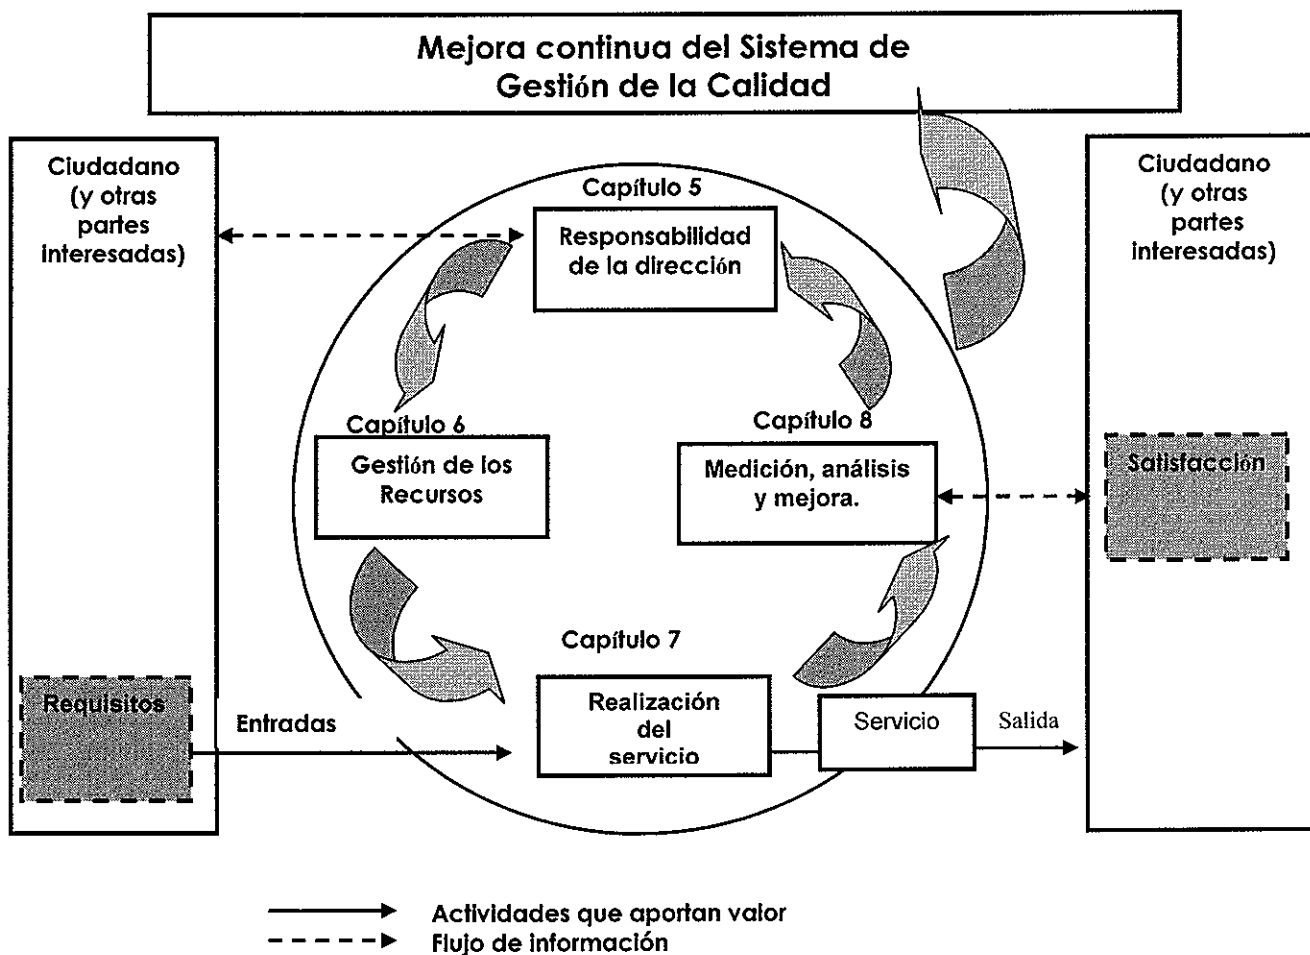 Mejora continua del Sistema de
Gestión de la Calidad
Ciudadano
(y otras
partes
interesadas)
Capítulo 5
Responsabilidad
de la dirección
Ciudadano
(y otras
partes
interesadas)
Capítulo 6
Gestión de los
Recursos
Capítulo 8
Medición, análisis
y mejora.
Satisfacción
Capítulo 7
Realización
del
servicio
Requisitos
Entradas
Servicio
Salida
Actividades que aportan valor
Flujo de información